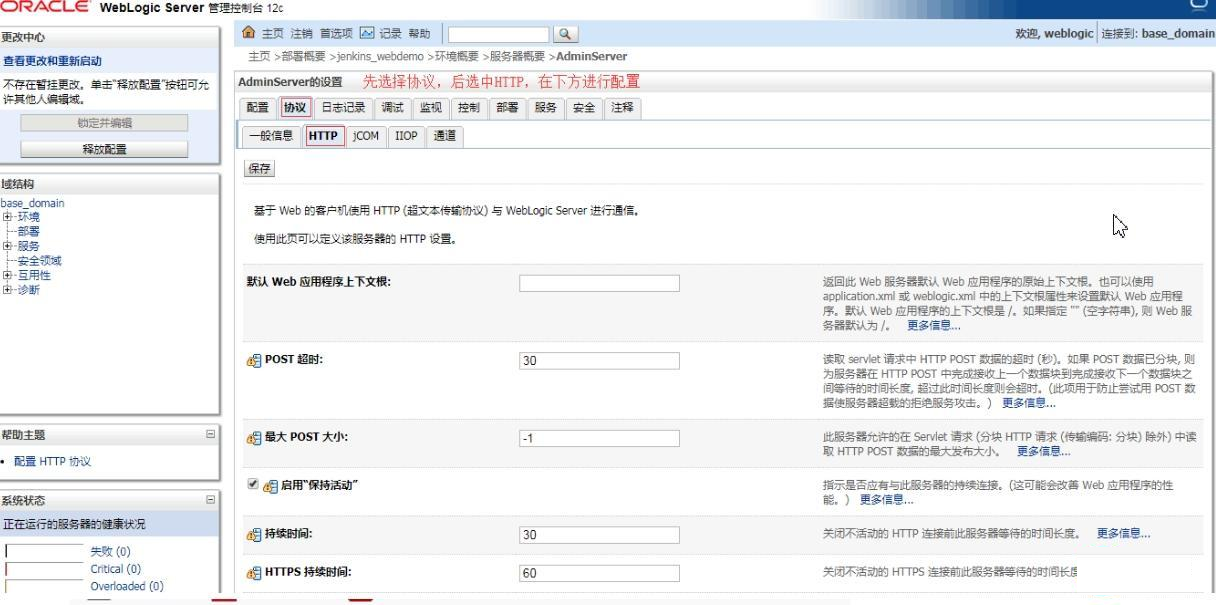 ORACLE WebLogic Server 管理控制台 12c
更改中心
查看更改和重新启动
不存在暂挂更改。单击“释放配置”按钮可允
许其他人编辑域。
锁定并编辑
释放配置
域结构
base_domain
环境
部署
服务
安全领域
互用性
诊断
帮助主题
配置 HTTP 协议
系统状态
正在运行的服务器的健康状况
失败 (0)
Critical (0)
Overloaded (0)
主页 注销 首选项 记录 帮助
欢迎, weblogic 连接到: base_domain
主页 >部署概要 >jenkins_webdemo >环境概要 >服务器概要 >AdminServer
AdminServer的设置 先选择协议，后选中HTTP，在下方进行配置
配置 协议 日志记录 调试 监视 控制 部署 服务 安全 注释
一般信息 HTTP jCOM IIOP 通道
保存
基于 Web 的客户机使用 HTTP (超文本传输协议) 与 WebLogic Server 进行通信。
使用此页可以定义该服务器的 HTTP 设置。
默认 Web 应用程序上下文根:
返回此 Web 服务器默认 Web 应用程序的原始上下文根。也可以使用
application.xml 或 weblogic.xml 中的上下文根属性来设置默认 Web 应用程
序。默认 Web 应用程序的上下文根是 /。如果指定 "" (空字符串), 则 Web 服
务器默认为 /。 更多信息...
POST 超时: 30
读取 servlet 请求中 HTTP POST 数据的超时 (秒)。如果 POST 数据已分块, 则
为服务器在 HTTP POST 中完成接收上一个数据块到完成接收下一个数据块之
间等待的时间长度, 超过此时间长度则会超时。(此项用于防止尝试用 POST 数
据使服务器超载的拒绝服务攻击。) 更多信息...
最大 POST 大小: -1
此服务器允许的在 Servlet 请求 (分块 HTTP 请求 (传输编码: 分块) 除外) 中读
取 HTTP POST 数据的最大发布大小。 更多信息...
启用“保持活动”
指示是否应有与此服务器的持续连接。(这可能会改善 Web 应用程序的性
能。) 更多信息...
持续时间: 30
关闭不活动的 HTTP 连接前此服务器等待的时间长度。 更多信息...
HTTPS 持续时间: 60
关闭不活动的 HTTPS 连接前此服务器等待的时间长度